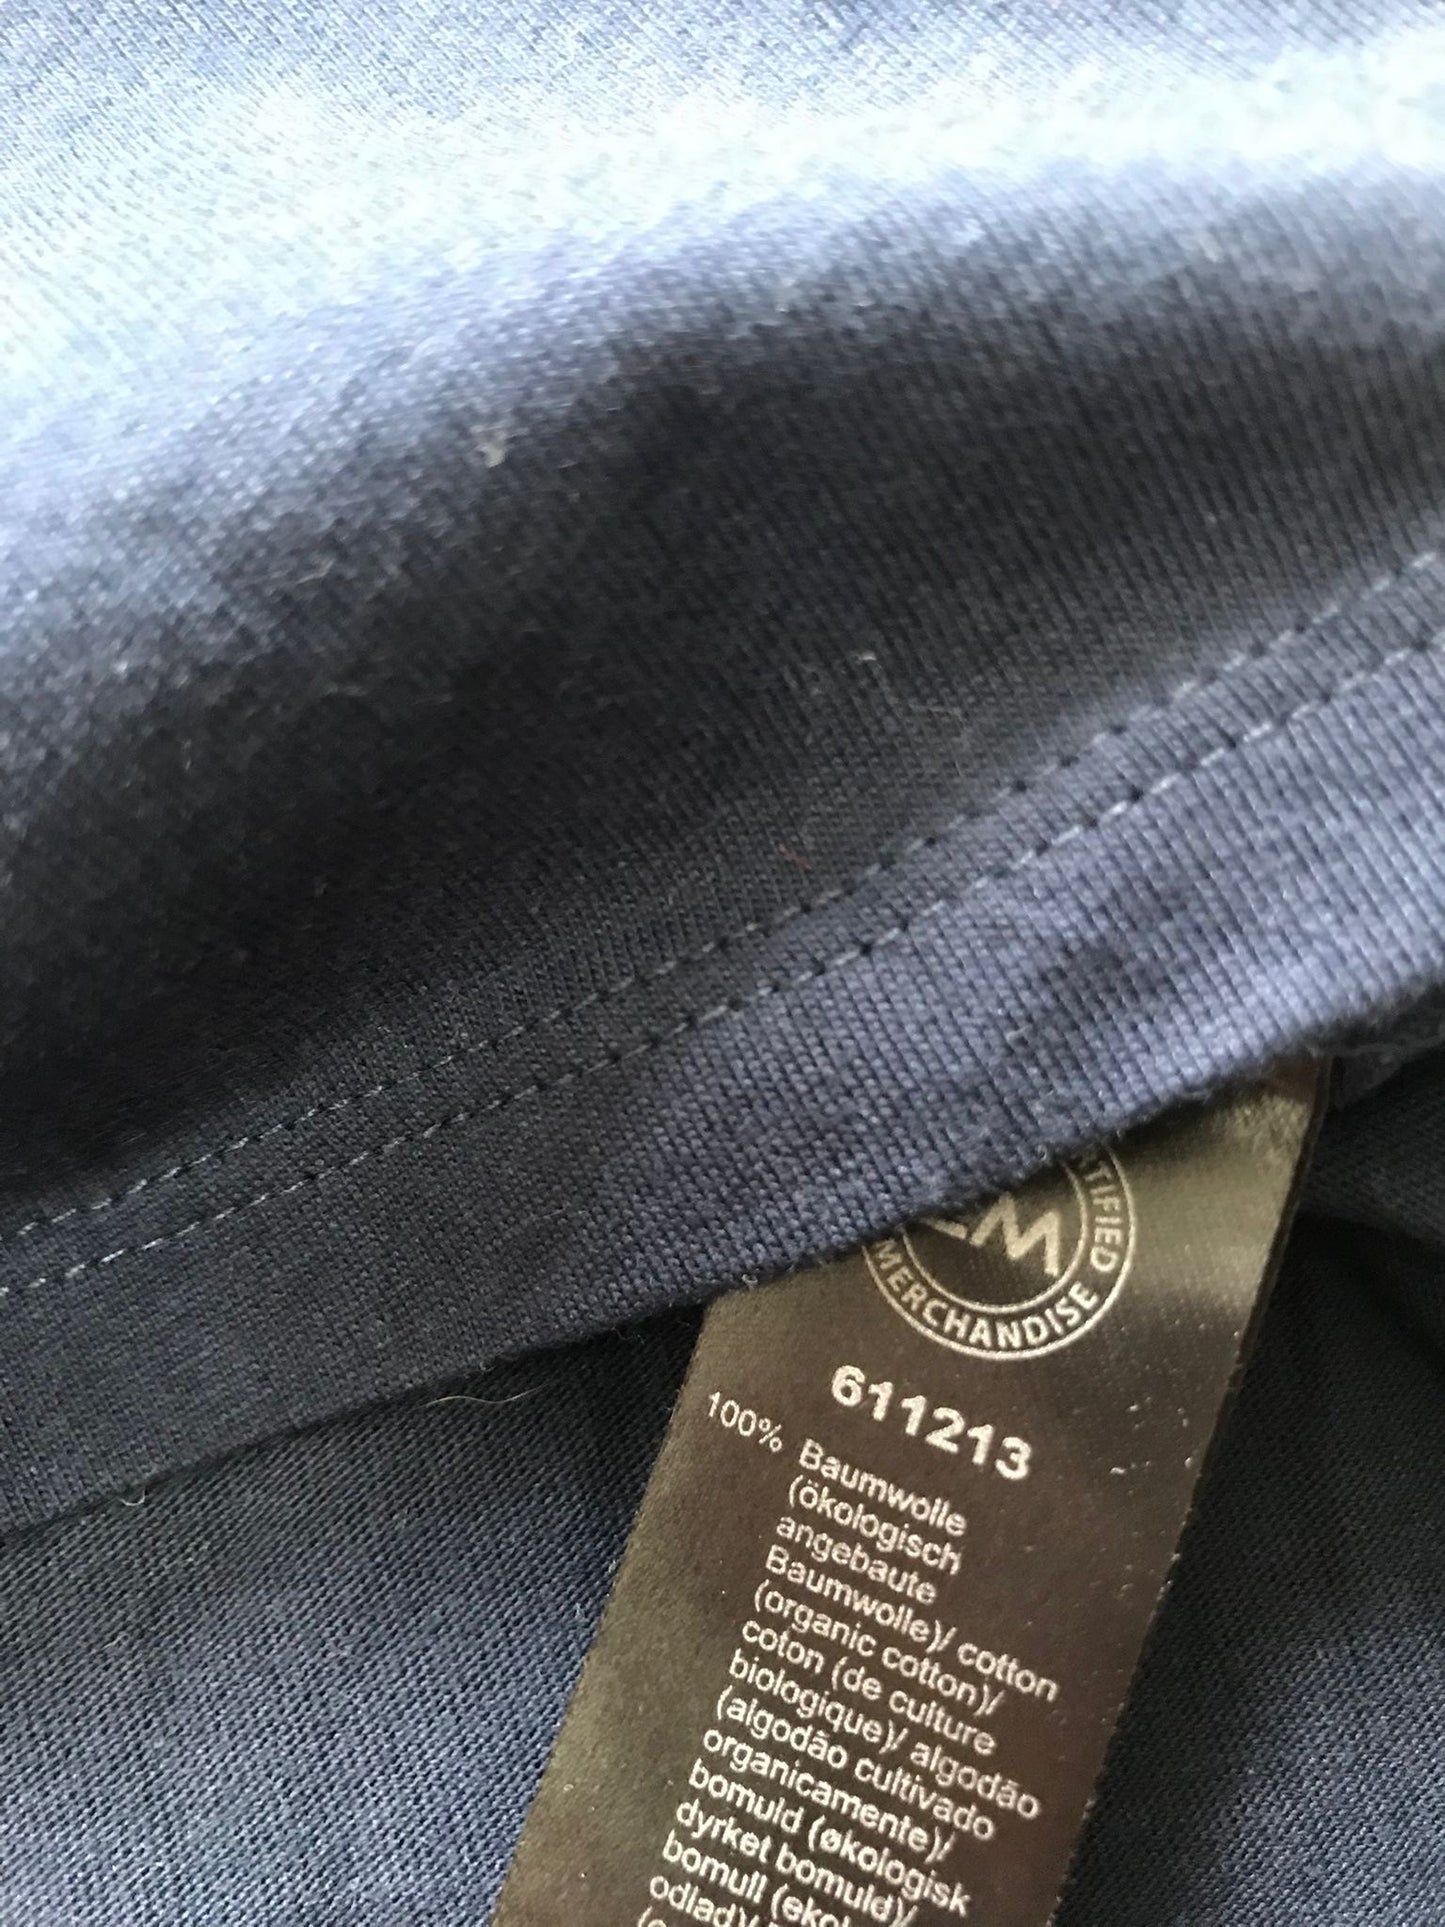 CERTIFIED
MERCHANDISE
611213
100% Baumwolle
(ökologisch
angebaute
Baumwolle)/ cotton
(organic cotton)/
coton (de culture
biologique)/ algodão
(algodão cultivado
organicamente)/
bomuld (økologisk
dyrket bomuld)/
bomull (ekol
odlad)/